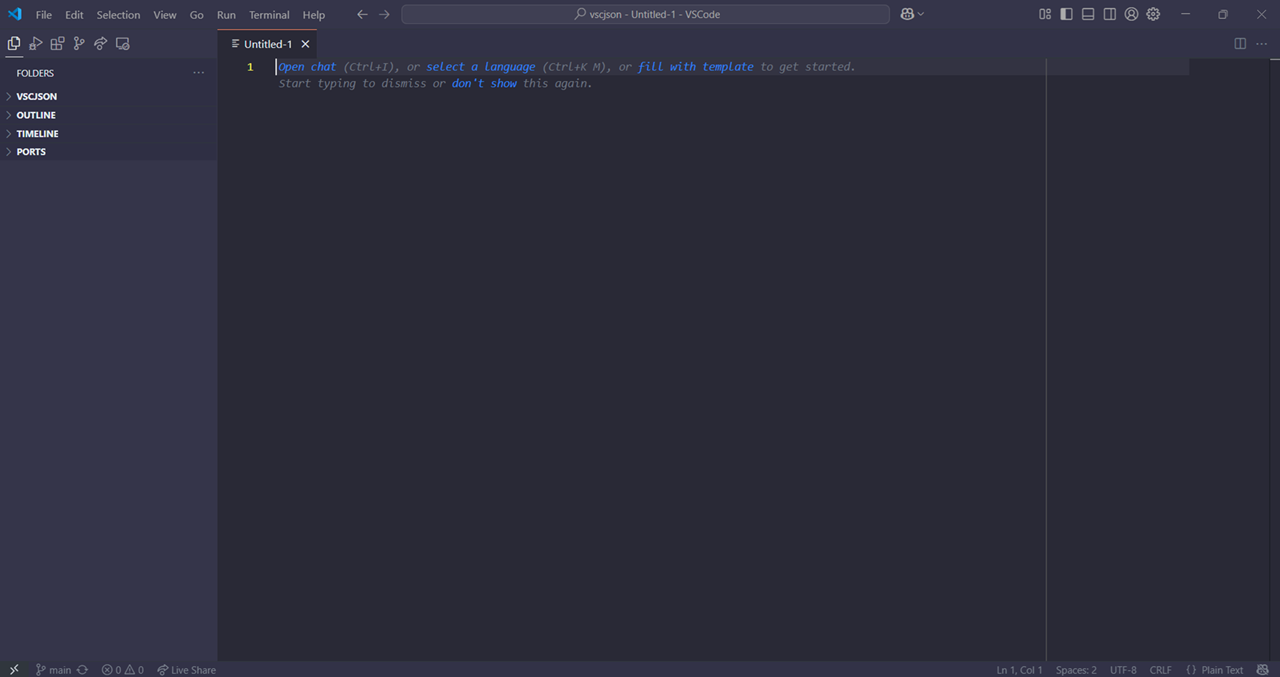 File Edit Selection View Go Run Terminal Help
vscjson - Untitled-1 - VSCode
Untitled-1
FOLDERS
VSCJSON
OUTLINE
TIMELINE
PORTS
1 Open chat (Ctrl+I), or select a language (Ctrl+K M), or fill with template to get started.
Start typing to dismiss or don't show this again.
main 0 0 Live Share Ln 1, Col 1 Spaces: 2 UTF-8 CRLF {} Plain Text